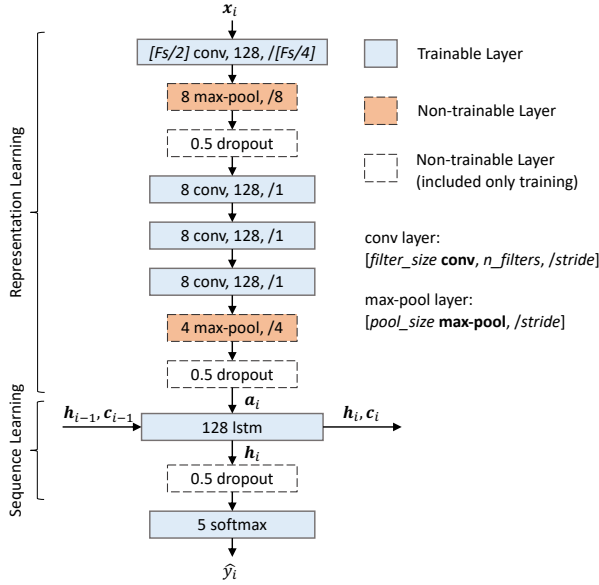 x_i
[Fs/2] conv, 128, /[Fs/4]
8 max-pool, /8
0.5 dropout
8 conv, 128, /1
8 conv, 128, /1
8 conv, 128, /1
4 max-pool, /4
0.5 dropout
a_i
h_{i-1}, c_{i-1}
128 lstm
h_i, c_i
h_i
0.5 dropout
5 softmax
ŷ_i
Representation Learning
Sequence Learning
Trainable Layer
Non-trainable Layer
Non-trainable Layer
(included only training)
conv layer:
[filter_size conv, n_filters, /stride]
max-pool layer:
[pool_size max-pool, /stride]